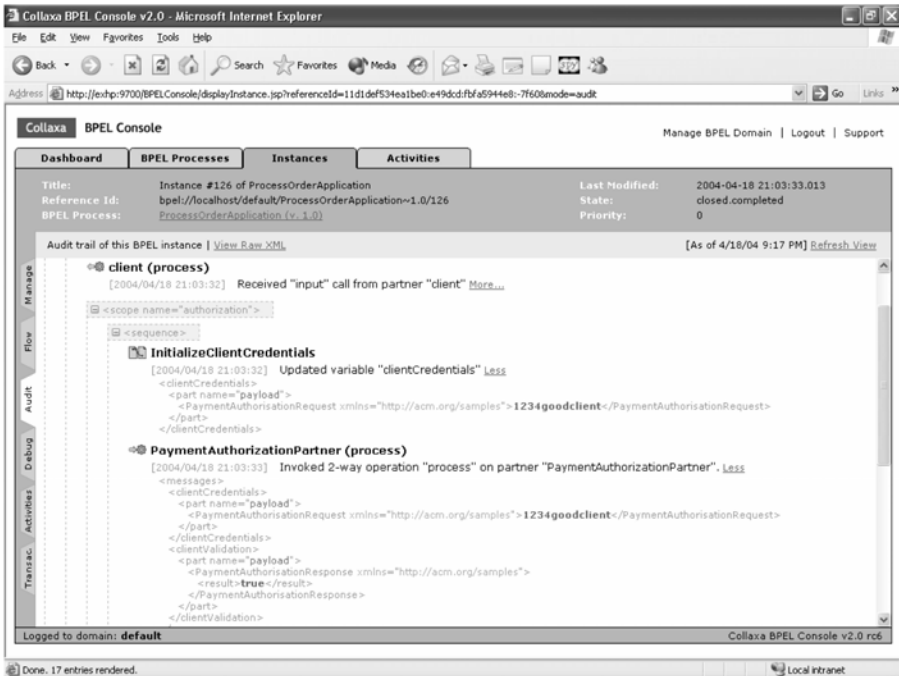 Collaxa BPEL Console v2.0 - Microsoft Internet Explorer
File Edit View Favorites Tools Help
Back Search Favorites Media
Address http://exhp:9700/BPELConsole/displayInstance.jsp?referenceId=11d1def534ea1be0:e49dcd:fbfa5944e8:-7f60&mode=audit Go Links »
Collaxa BPEL Console
Manage BPEL Domain | Logout | Support
Dashboard BPEL Processes Instances Activities
Title: Instance #126 of ProcessOrderApplication Last Modified: 2004-04-18 21:03:33.013
Reference Id: bpel://localhost/default/ProcessOrderApplication~1.0/126 State: closed.completed
BPEL Process: ProcessOrderApplication (v. 1.0) Priority: 0
Audit trail of this BPEL instance | View Raw XML [As of 4/18/04 9:17 PM] Refresh View
Manage
Flow
Audit
Debug
Activities
Transac.
client (process)
[2004/04/18 21:03:32] Received "input" call from partner "client" More...
<scope name="authorization">
<sequence>
InitializeClientCredentials
[2004/04/18 21:03:32] Updated variable "clientCredentials" Less
<clientCredentials>
<part name="payload">
<PaymentAuthorisationRequest xmlns="http://acm.org/samples">1234goodclient</PaymentAuthorisationRequest>
</part>
</clientCredentials>
PaymentAuthorizationPartner (process)
[2004/04/18 21:03:33] Invoked 2-way operation "process" on partner "PaymentAuthorizationPartner". Less
<messages>
<clientCredentials>
<part name="payload">
<PaymentAuthorisationRequest xmlns="http://acm.org/samples">1234goodclient</PaymentAuthorisationRequest>
</part>
</clientCredentials>
<clientValidation>
<part name="payload">
<PaymentAuthorisationResponse xmlns="http://acm.org/samples">
<result>true</result>
</PaymentAuthorisationResponse>
</part>
</clientValidation>
Logged to domain: default Collaxa BPEL Console v2.0 rc6
Done. 17 entries rendered. Local intranet